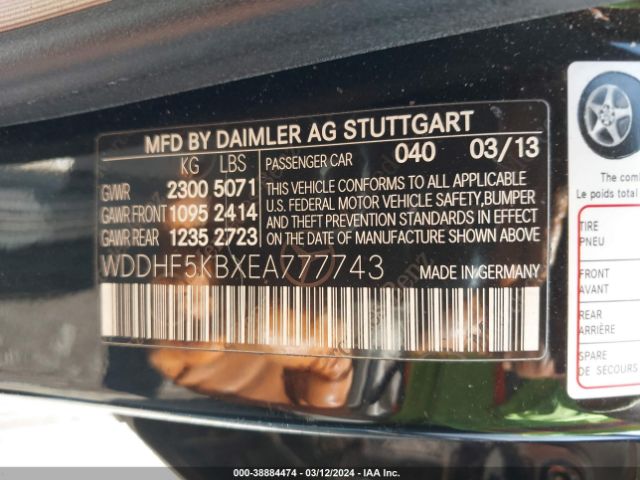 MFD BY DAIMLER AG STUTTGART
KG LBS
PASSENGER CAR 040 03/13
GVWR 2300 5071
GAWR FRONT 1095 2414
GAWR REAR 1235 2723
THIS VEHICLE CONFORMS TO ALL APPLICABLE
U.S. FEDERAL MOTOR VEHICLE SAFETY,BUMPER
AND THEFT PREVENTION STANDARDS IN EFFECT
ON THE DATE OF MANUFACTURE SHOWN ABOVE.
WDDHF5KBXEA777743 MADE IN GERMANY
The com
Le poids total
TIRE
PNEU
FRONT
AVANT
REAR
ARRIÈRE
SPARE
DE SECOURS
000-38884474 - 03/12/2024 - IAA Inc.